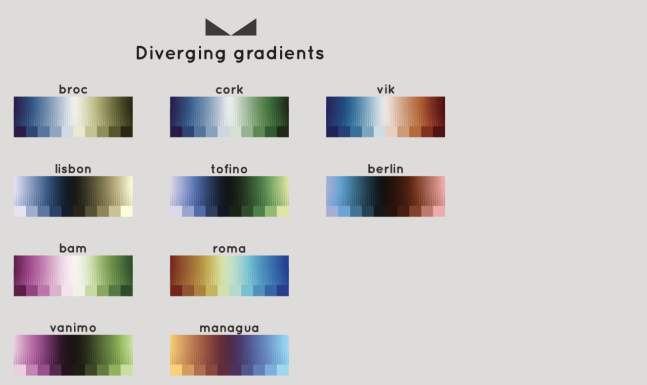 Diverging gradients
broc
cork
vik
lisbon
tofino
berlin
bam
roma
vanimo
managua